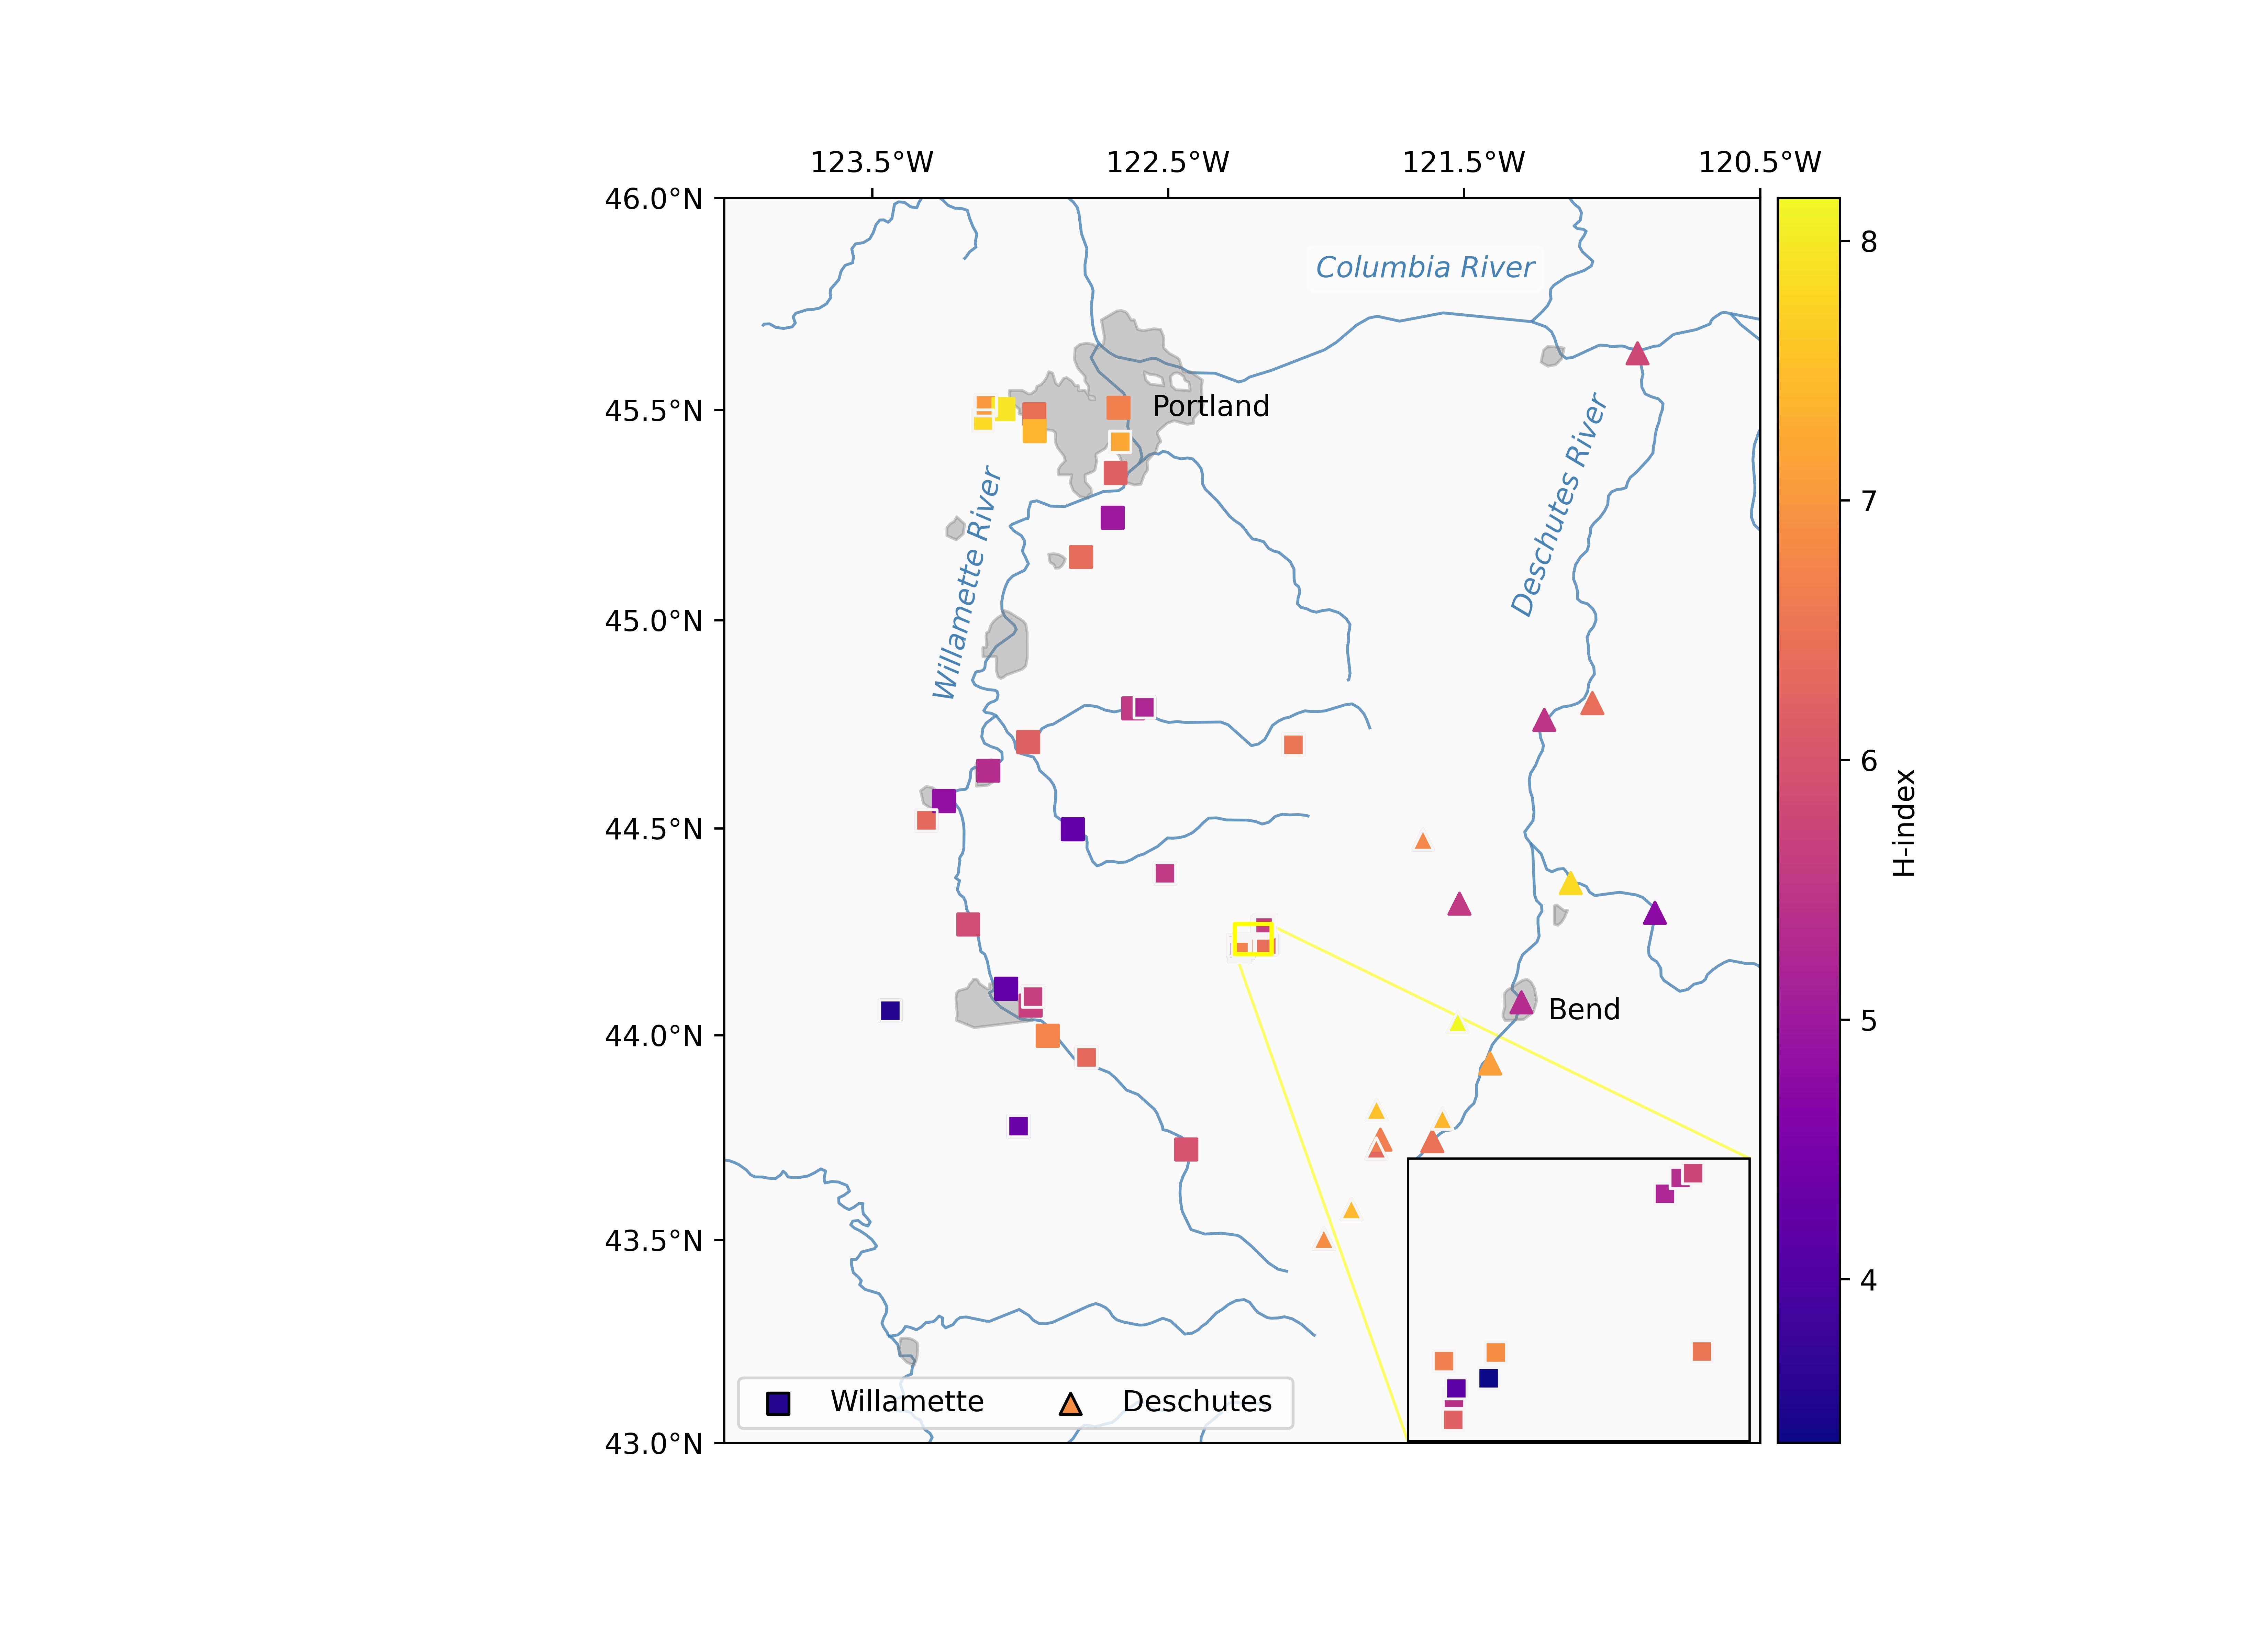 123.5°W 122.5°W 121.5°W 120.5°W
46.0°N
Columbia River
8
45.5°N
Portland
7
Willamette River
Deschutes River
45.0°N
6
H-index
44.5°N
5
44.0°N
Bend
4
43.5°N
Willamette Deschutes
43.0°N